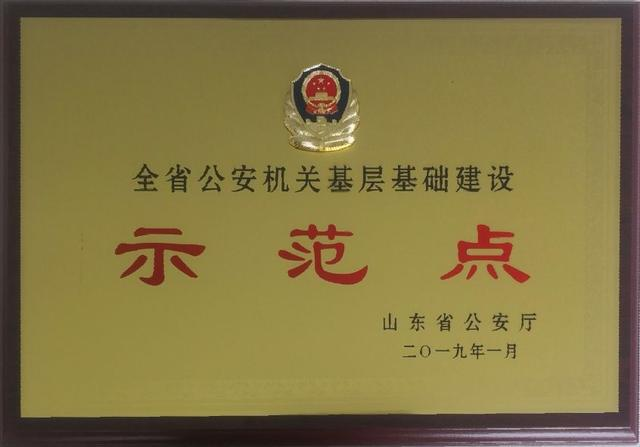 全省公安机关基层基础建设
示范点
山东省公安厅
二〇一九年一月